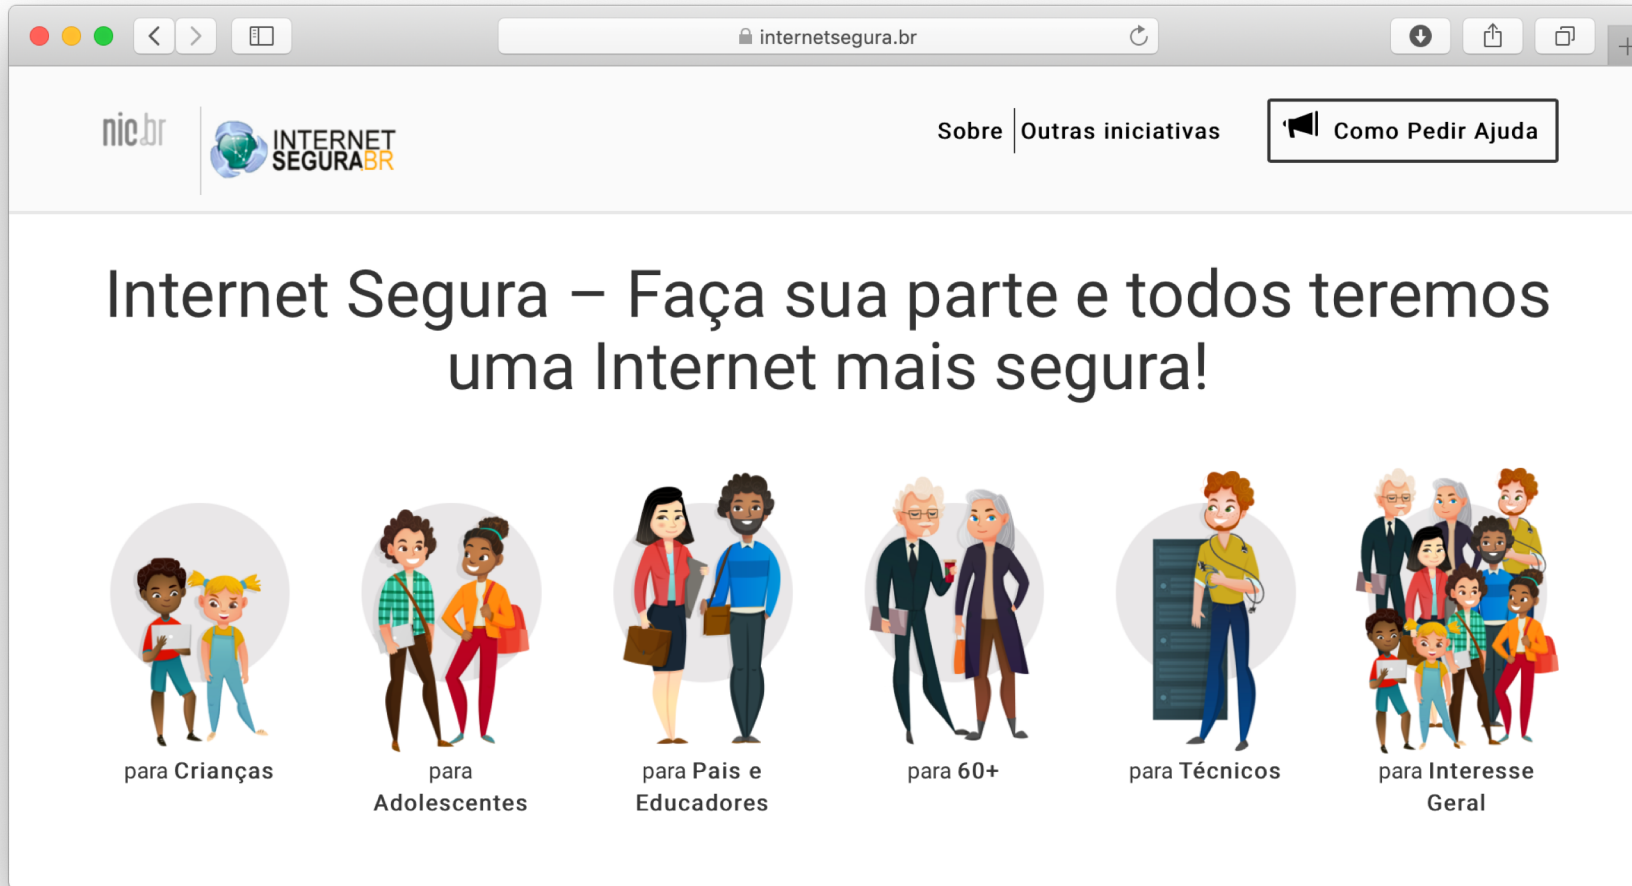 internetsegura.br
nic.br
INTERNET
SEGURABR
Sobre
Outras iniciativas
Como Pedir Ajuda
Internet Segura – Faça sua parte e todos teremos
uma Internet mais segura!
para Crianças
para
Adolescentes
para Pais e
Educadores
para 60+
para Técnicos
para Interesse
Geral